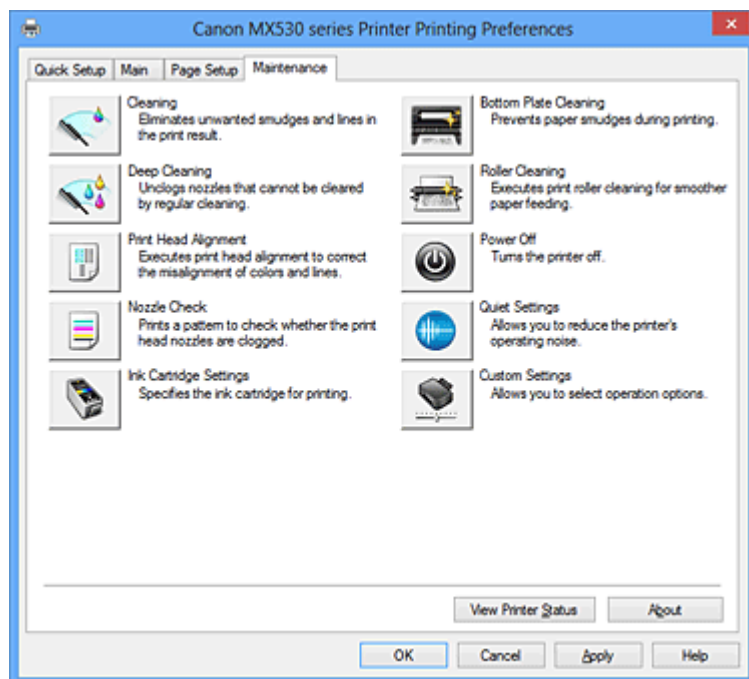 Canon MX530 series Printer Printing Preferences
Quick Setup Main Page Setup Maintenance
Cleaning
Eliminates unwanted smudges and lines in
the print result.
Deep Cleaning
Unclogs nozzles that cannot be cleared
by regular cleaning.
Print Head Alignment
Executes print head alignment to correct
the misalignment of colors and lines.
Nozzle Check
Prints a pattern to check whether the print
head nozzles are clogged.
Ink Cartridge Settings
Specifies the ink cartridge for printing.
Bottom Plate Cleaning
Prevents paper smudges during printing.
Roller Cleaning
Executes print roller cleaning for smoother
paper feeding.
Power Off
Turns the printer off.
Quiet Settings
Allows you to reduce the printer's
operating noise.
Custom Settings
Allows you to select operation options.
View Printer Status About
OK Cancel Apply Help